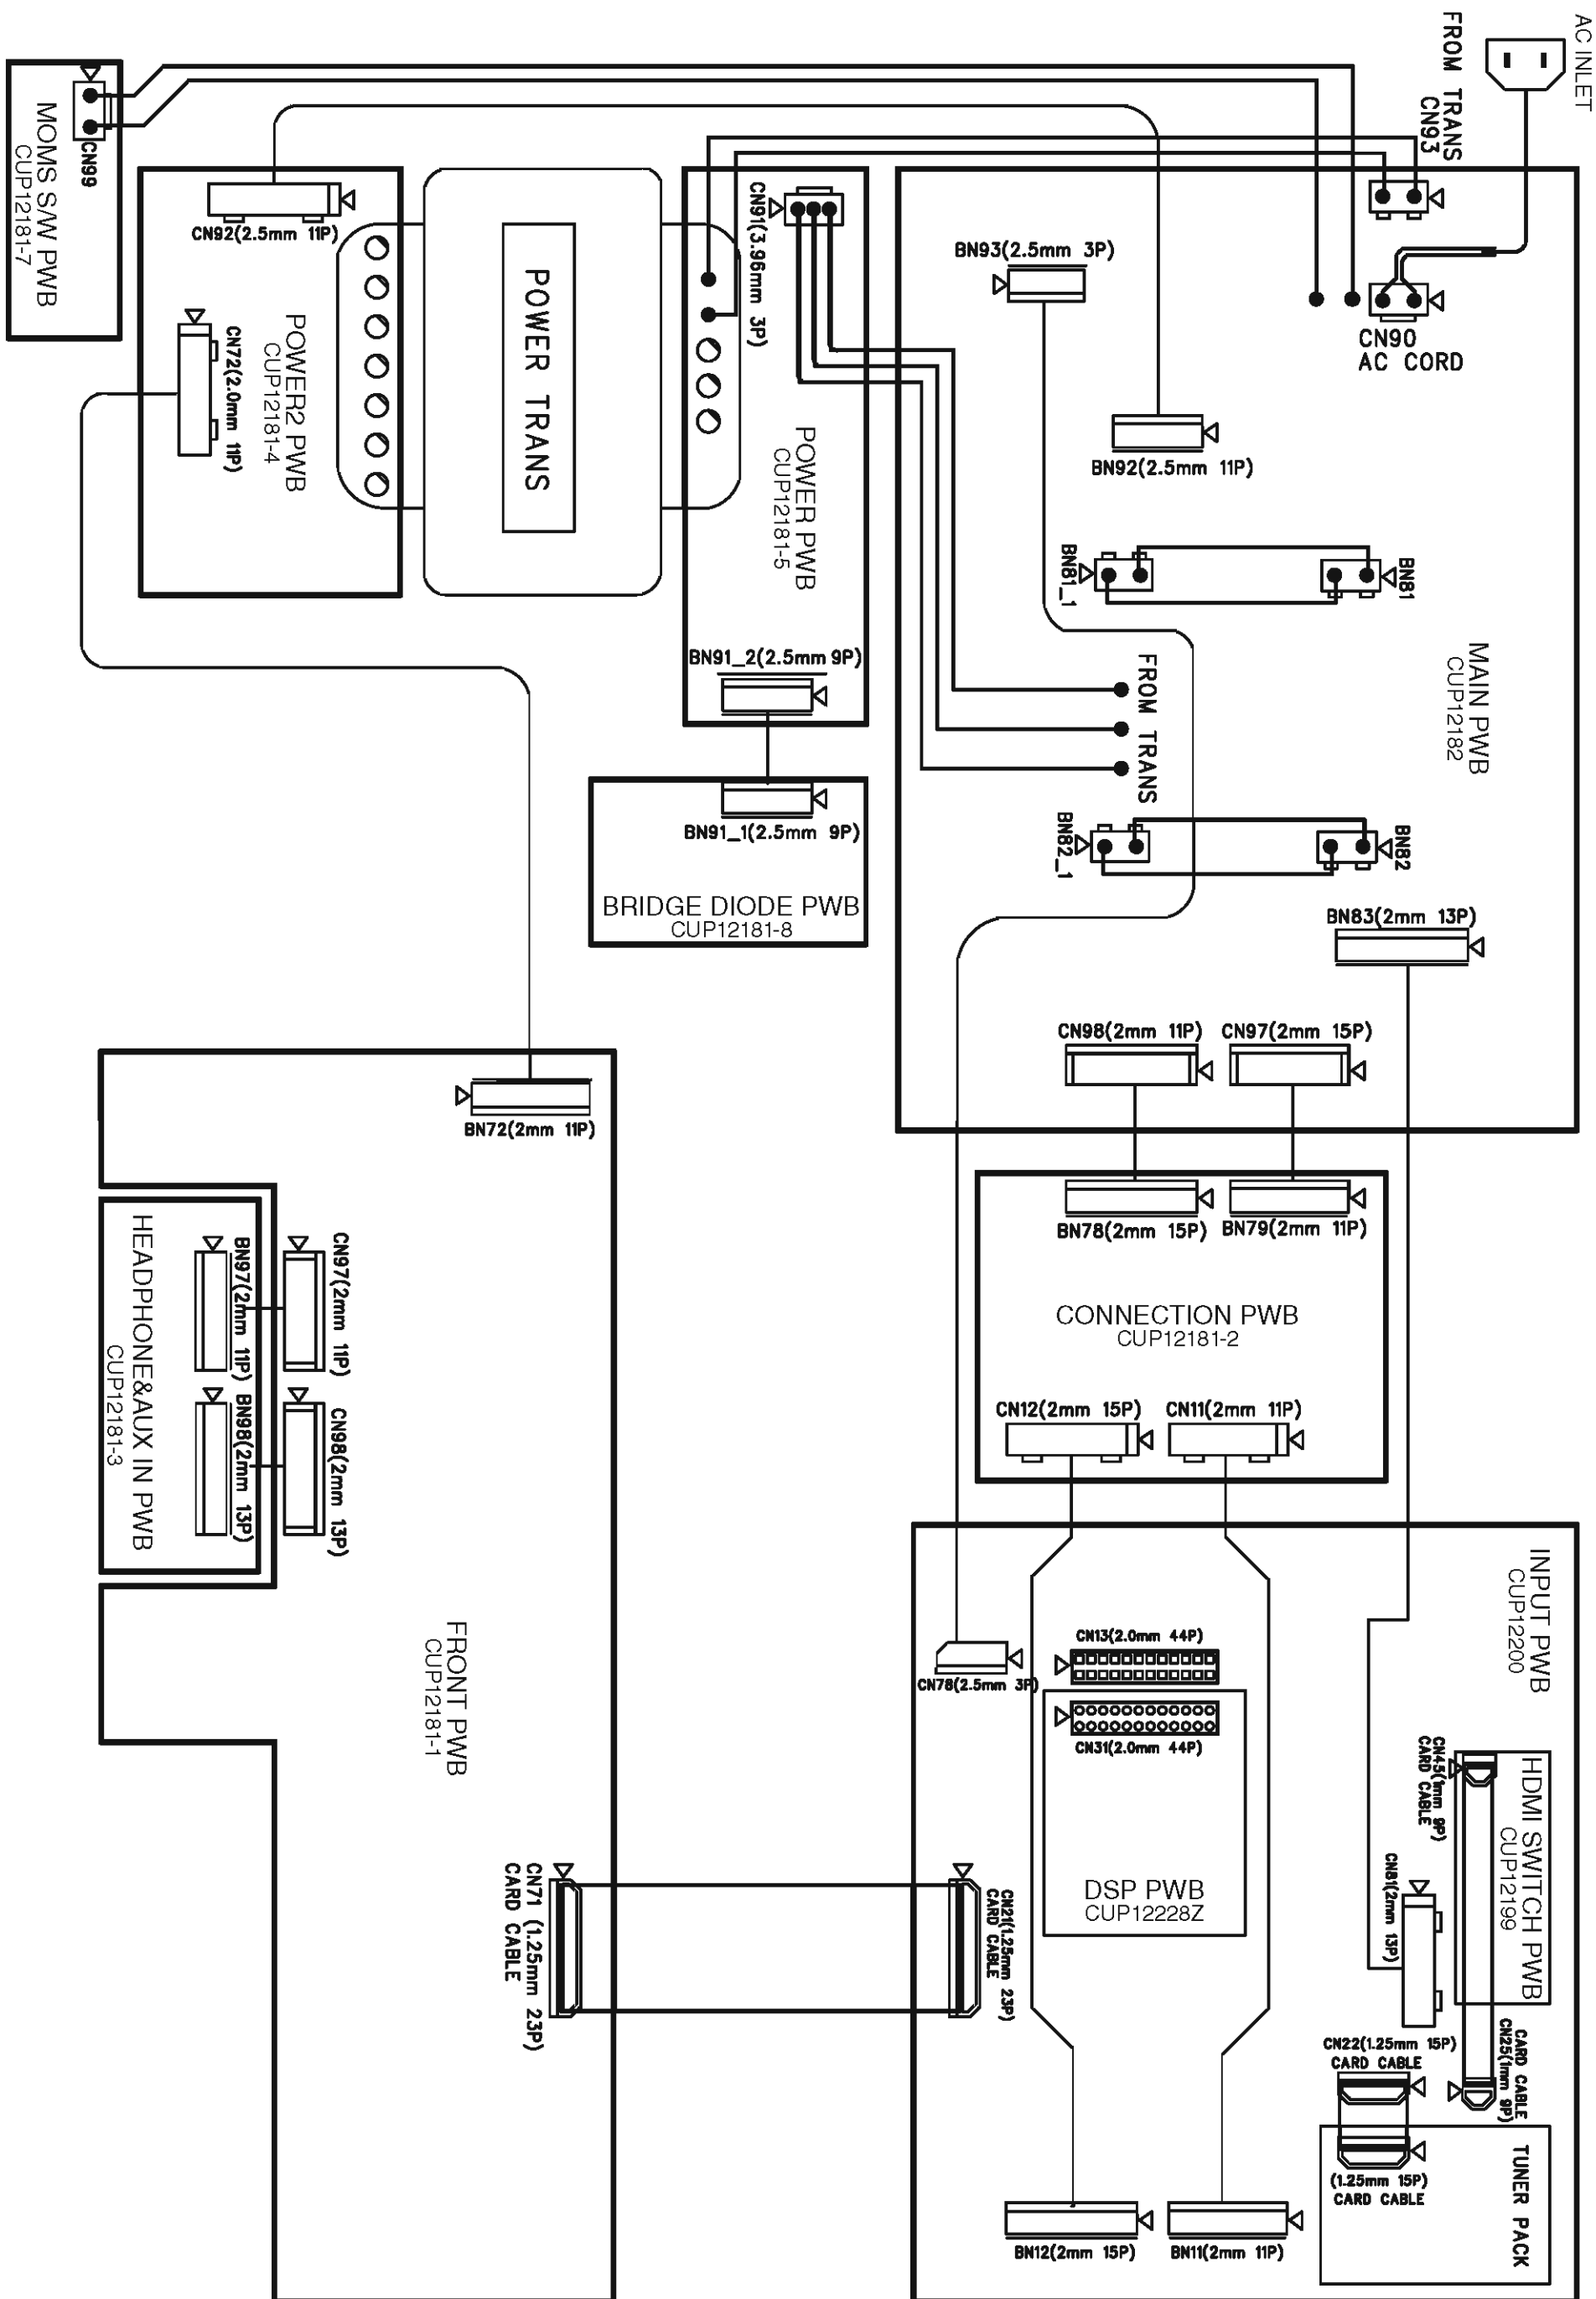 AC INLET
FROM TRANS
CN93
CN99
MOMS S/W PWB
CUP12181-7
CN92(2.5mm 11P)
CN72(2.0mm 11P)
POWER2 PWB
CUP12181-4
POWER TRANS
CN91(3.96mm 3P)
POWER PWB
CUP12181-5
BN93(2.5mm 3P)
CN90
AC CORD
BN92(2.5mm 11P)
BN81_1
BN81
MAIN PWB
CUP12182
FROM TRANS
BN91_2(2.5mm 9P)
BN91_1(2.5mm 9P)
BRIDGE DIODE PWB
CUP12181-8
BN82_1
BN82
BN83(2mm 13P)
CN98(2mm 11P)
CN97(2mm 15P)
BN72(2mm 11P)
BN78(2mm 15P)
BN79(2mm 11P)
CONNECTION PWB
CUP12181-2
CN12(2mm 15P)
CN11(2mm 11P)
CN97(2mm 11P)
BN97(2mm 11P)
CN98(2mm 13P)
BN98(2mm 13P)
HEADPHONE&AUX IN PWB
CUP12181-3
FRONT PWB
CUP12181-1
INPUT PWB
CUP12200
CN13(2.0mm 44P)
CN78(2.5mm 3P)
CN31(2.0mm 44P)
DSP PWB
CUP12228Z
CN45(1mm 9P)
CARD CABLE
HDMI SWITCH PWB
CUP12199
CN81(2mm 13P)
CN71 (1.25mm 23P)
CARD CABLE
CN21(1.25mm 23P)
CARD CABLE
CARD CABLE
CN25(1mm 9P)
CN22(1.25mm 15P)
CARD CABLE
(1.25mm 15P)
CARD CABLE
TUNER PACK
BN12(2mm 15P)
BN11(2mm 11P)